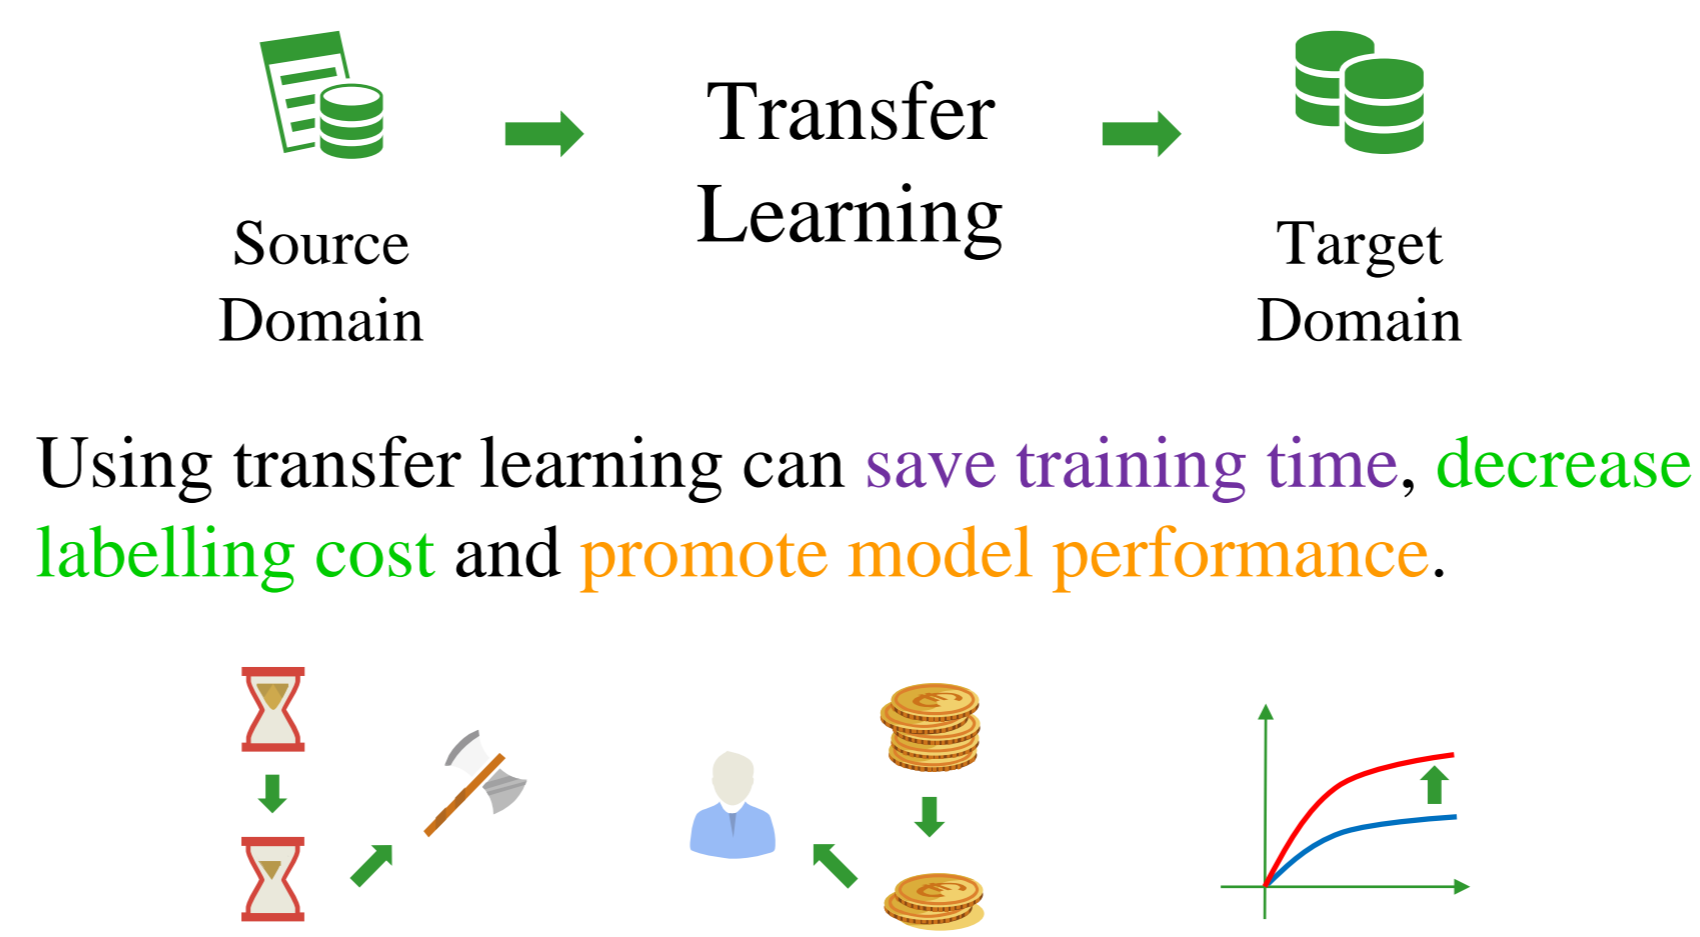 Transfer
Learning
Source
Domain
Target
Domain
Using transfer learning can save training time, decrease
labelling cost and promote model performance.